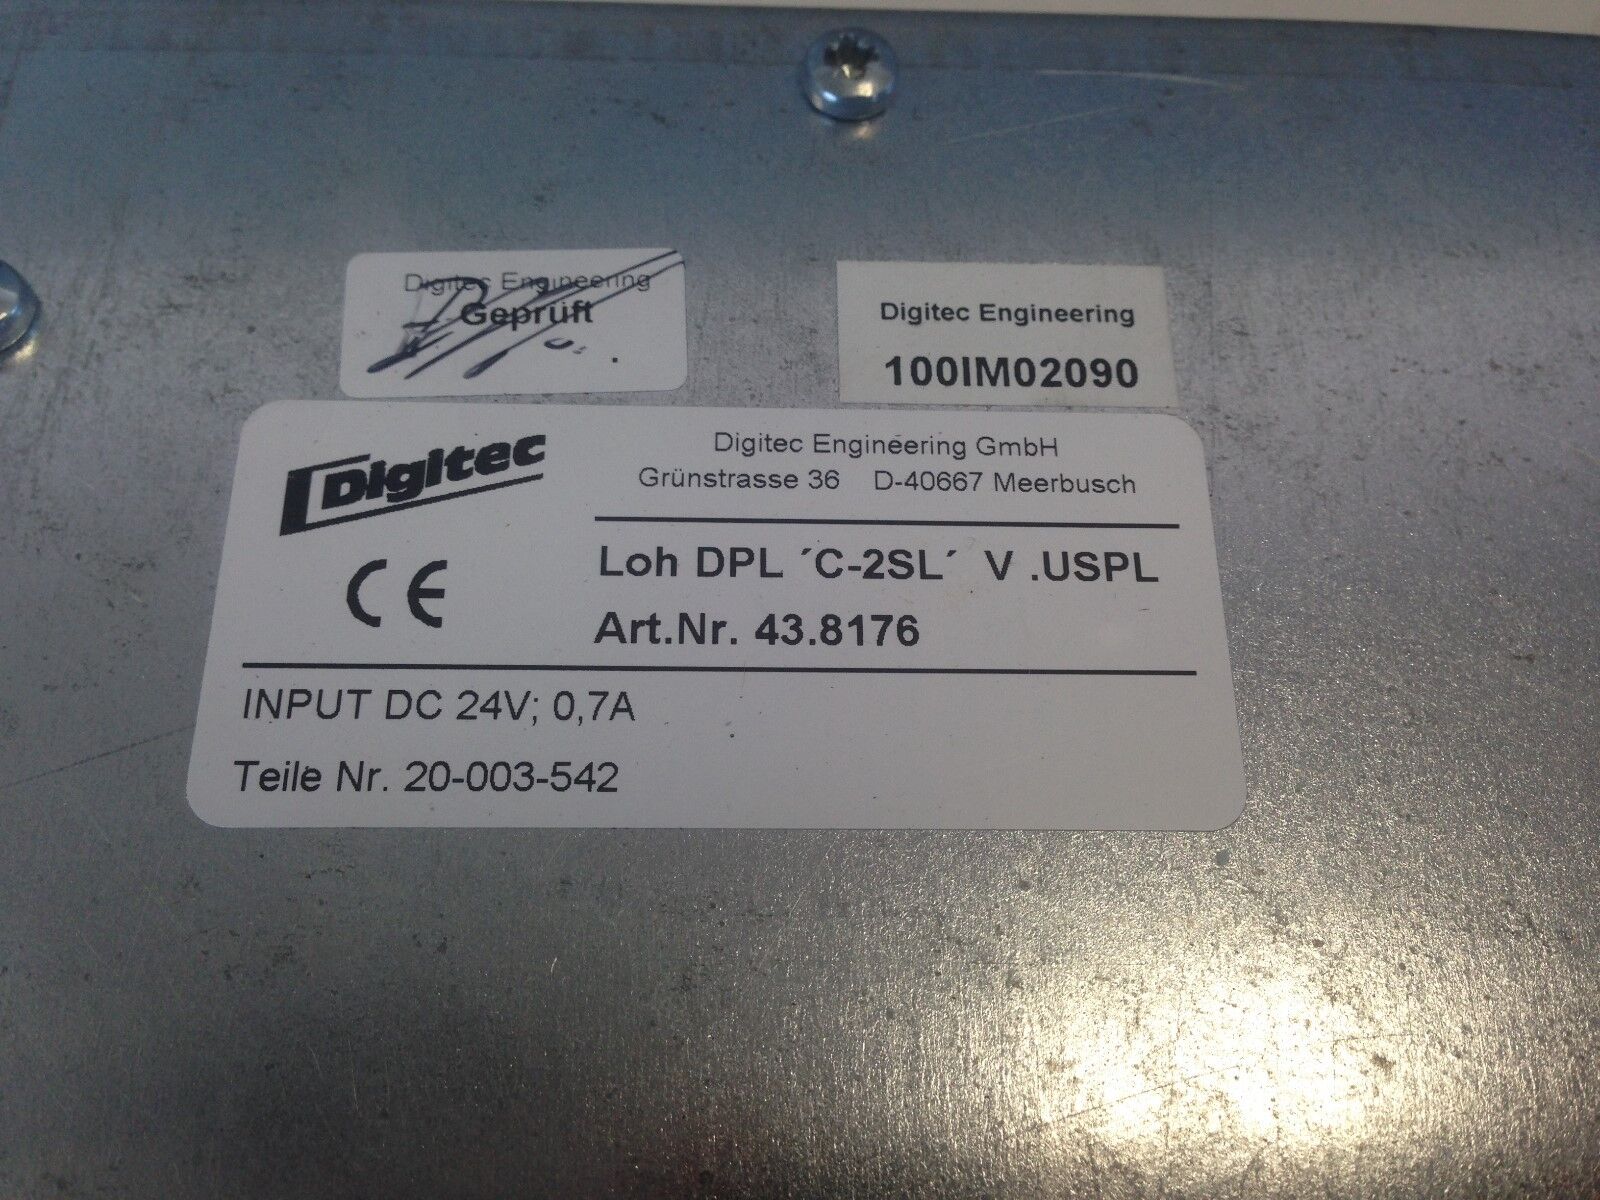 Digitec Engineering
Geprüft
Digitec Engineering
100IM02090
Digitec
Digitec Engineering GmbH
Grünstrasse 36 D-40667 Meerbusch
CE
Loh DPL ´C-2SL´ V .USPL
Art.Nr. 43.8176
INPUT DC 24V; 0,7A
Teile Nr. 20-003-542